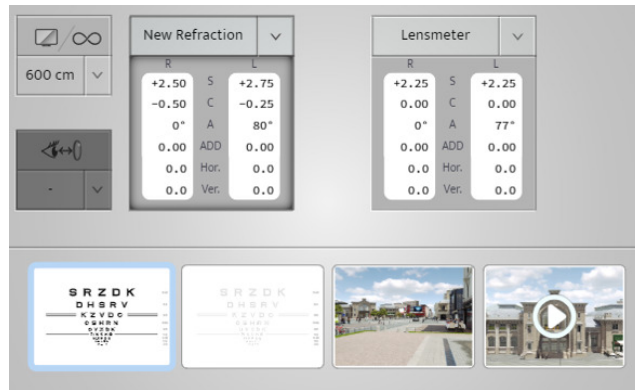 New Refraction
Lensmeter
600 cm
R L
+2.50 S +2.75
-0.50 C -0.25
0° A 80°
0.00 ADD 0.00
0.0 Hor. 0.0
0.0 Ver. 0.0
-
R L
+2.25 S +2.25
0.00 C 0.00
0° A 77°
0.00 ADD 0.00
0.0 Hor. 0.0
0.0 Ver. 0.0
S R Z D K
D H S R V
K Z V D C
S R Z D K
D H S R V
K Z V D C